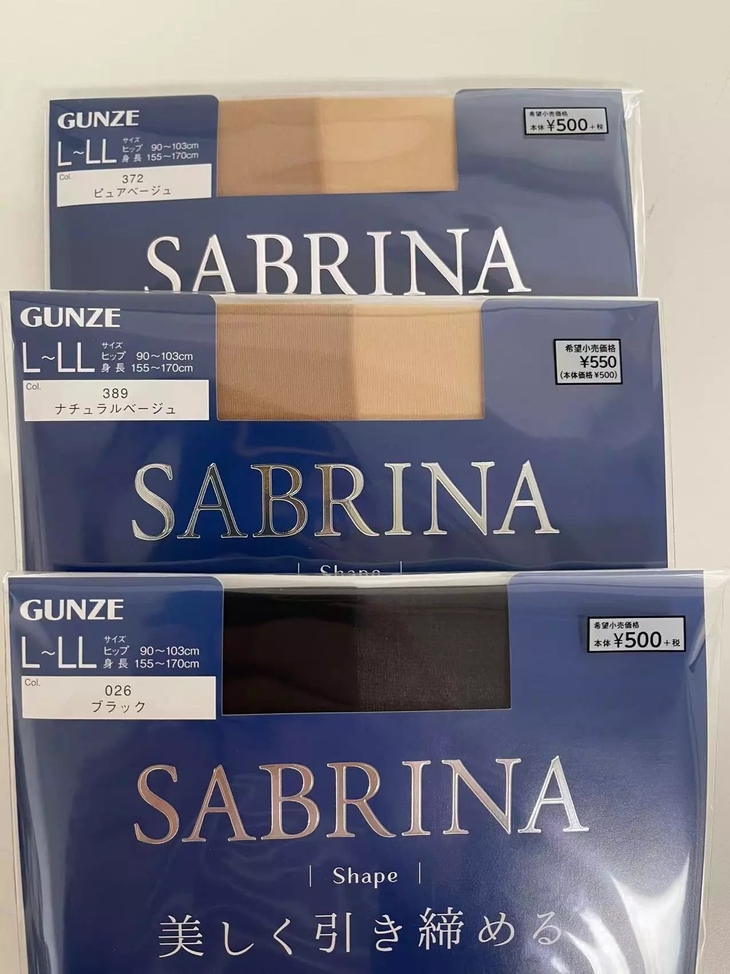 GUNZE
L~LL
サイズ
ヒップ 90〜103cm
身長 155〜170cm
Col.
372
ピュアベージュ
希望小売価格
本体¥500+税
SABRINA
GUNZE
L~LL
サイズ
ヒップ 90〜103cm
身長 155〜170cm
Col.
389
ナチュラルベージュ
希望小売価格
¥550
(本体価格¥500)
SABRINA
Shape
GUNZE
L~LL
サイズ
ヒップ 90〜103cm
身長 155〜170cm
Col.
026
ブラック
希望小売価格
本体¥500+税
SABRINA
Shape
美しく引き締める